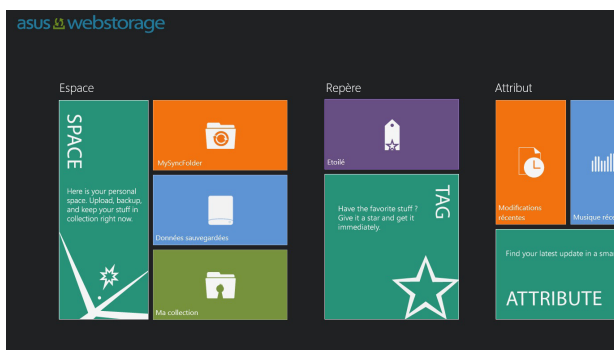 asus webstorage
Espace
SPACE
Here is your personal
space. Upload, backup,
and keep your stuff in
collection right now.
MySyncFolder
Données sauvegardées
Ma collection
Repère
Etoilé
Have the favorite stuff ?
Give it a star and get it
immediately.
TAG
Attribut
Modifications
récentes
Musique
Find your latest update in a
ATTRIBUTE